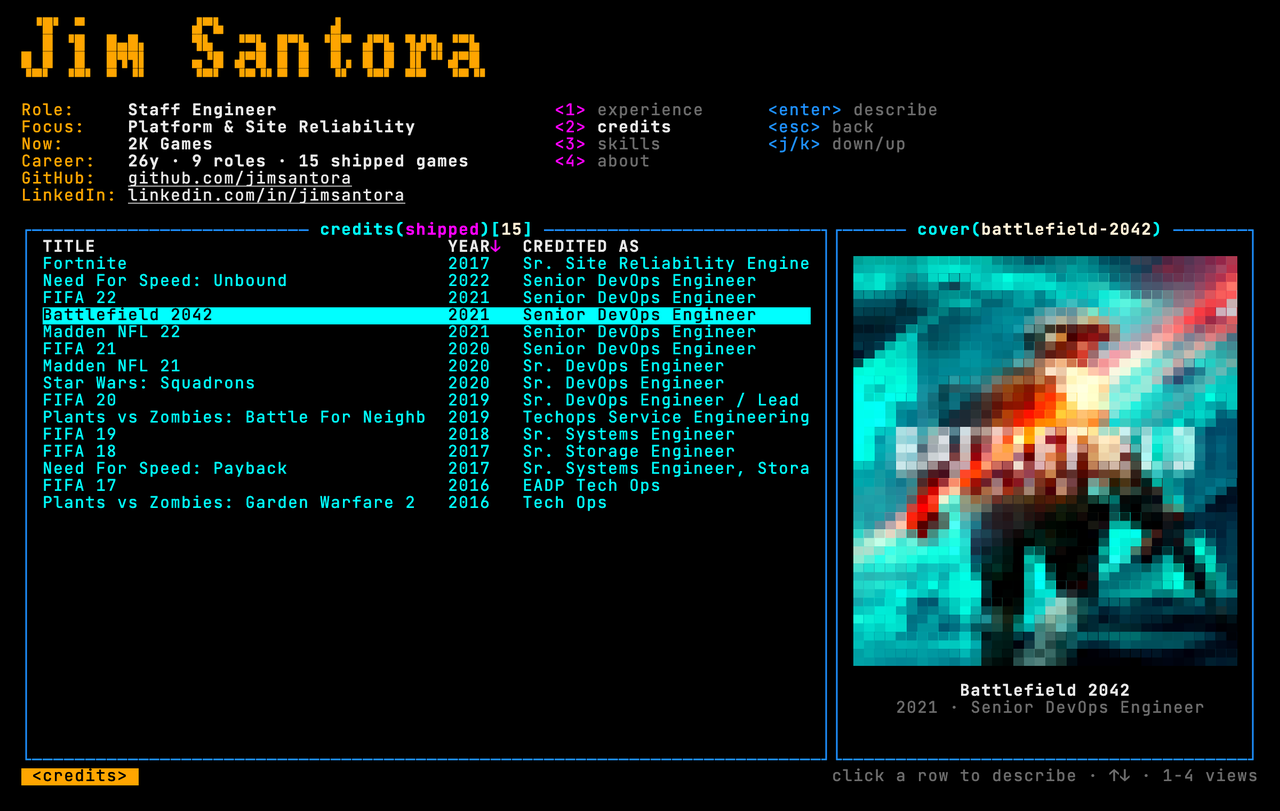 Jim Santora
Role: Staff Engineer <1> experience <enter> describe
Focus: Platform & Site Reliability <2> credits <esc> back
Now: 2K Games <3> skills <j/k> down/up
Career: 26y · 9 roles · 15 shipped games <4> about
GitHub: github.com/jimsantora
LinkedIn: linkedin.com/in/jimsantora
credits(shipped)[15]
TITLE YEAR↓ CREDITED AS
Fortnite 2017 Sr. Site Reliability Engine
Need For Speed: Unbound 2022 Senior DevOps Engineer
FIFA 22 2021 Senior DevOps Engineer
Battlefield 2042 2021 Senior DevOps Engineer
Madden NFL 22 2021 Senior DevOps Engineer
FIFA 21 2020 Senior DevOps Engineer
Madden NFL 21 2020 Sr. DevOps Engineer
Star Wars: Squadrons 2020 Sr. DevOps Engineer
FIFA 20 2019 Sr. DevOps Engineer / Lead
Plants vs Zombies: Battle For Neighb 2019 Techops Service Engineering
FIFA 19 2018 Sr. Systems Engineer
FIFA 18 2017 Sr. Storage Engineer
Need For Speed: Payback 2017 Sr. Systems Engineer, Stora
FIFA 17 2016 EADP Tech Ops
Plants vs Zombies: Garden Warfare 2 2016 Tech Ops
cover(battlefield-2042)
Battlefield 2042
2021 · Senior DevOps Engineer
<credits>
click a row to describe · ↑↓ · 1-4 views